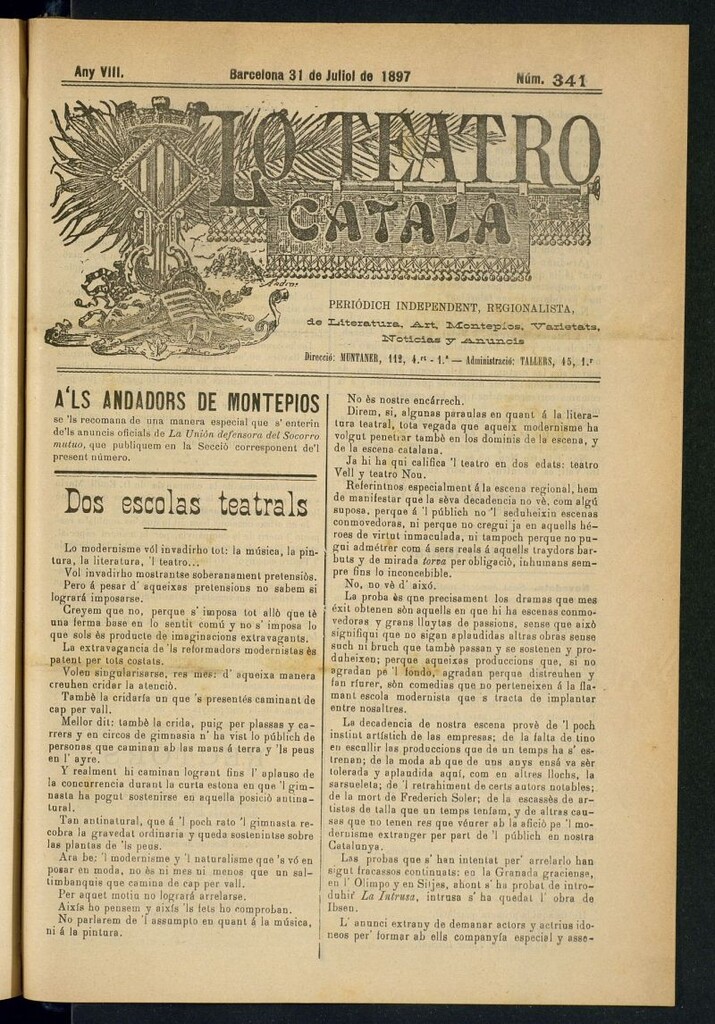 Any VIII.
Barcelona 31 de Juliol de 1897
Núm. 341
LO TEATRO
CATALÁ
PERIÓDICH INDEPENDENT, REGIONALISTA,
de Literatura, Art, Montepios, Varietats,
Noticias y Anuncis
Direcció: MUNTANER, 112, 4.rt - 1.ª — Administració: TALLERS, 45, 1.r
A'LS ANDADORS DE MONTEPIOS
se 'ls recomana de una manera especial que s' enterin
de'ls anuncis oficials de La Unión defensora del Socorro
mutuo, que publiquem en la Secció corresponent de'l
present número.
Dos escolas teatrals
Lo modernisme vól invadirho tot: la música, la pin-
tura, la literatura, 'l teatro...
Vol invadirho mostrantse soberanament pretensiós.
Pero á pesar d' aqueixas pretensions no sabem si
logrará imposarse.
Creyem que no, perque s' imposa tot alló que tè
una ferma base en lo sentit comú y no s' imposa lo
que sols ès producte de imaginacions extravagants.
La extravagancia de 'ls reformadors modernistas ès
patent per tots costats.
Volen singularisarse, res mes: d' aqueixa manera
creuhen cridar la atenció.
També la cridaría un que 's presentés caminant de
cap per vall.
Mellor dit: també la crida, puig per plassas y ca-
rrers y en circos de gimnasia n' ha vist lo públich de
personas que caminan ab las mans á terra y 'ls peus
en l' ayre.
Y realment hi caminan logrant fins l' aplauso de
la concurrencia durant la curta estona en que 'l gim-
nasta ha pogut sostenirse en aquella posició antina-
tural.
Tan antinatural, que á 'l poch rato 'l gimnasta re-
cobra la gravedat ordinaria y queda sostenintse sobre
las plantas de 'ls peus.
Ara be; 'l modernisme y 'l naturalisme que 's vó en
posar en moda, no ès ni mes ni menos que un sal-
timbanquis que camina de cap per vall.
Per aquet motiu no logrará arrelarse.
Aixís ho pensem y aixís 'ls fets ho comproban.
No parlarem de 'l assumpto en quant á la música,
ni á la pintura.
No ès nostre encárrech.
Direm, si, algunas paraulas en quant á la litera-
tura teatral, tota vegada que aqueix modernisme ha
volgut penetrar també en los dominis de la escena, y
de la escena catalana.
Ja hi ha qui califica 'l teatro en dos edats: teatro
Vell y teatro Nou.
Referintnos especialment á la escena regional, hem
de manifestar que la sèva decadencia no vè, com algú
suposa, perque á 'l públich no 'l seduheixin escenas
conmovedoras, ni perque no cregui ja en aquells hé-
roes de virtut inmaculada, ni tampoch perque no pu-
gui admétrer com á sers reals á aquells traydors bar-
buts y de mirada torva per obligació, inhumans sem-
pre fins lo inconcebible.
No, no vè d' aixó.
La proba ès que precisament los dramas que mes
éxit obtenen són aquells en que hi ha escenas conmo-
vedoras y grans lluytas de passions, sense que aixó
signifiqui que no sigan aplaudidas altras obras sense
such ni bruch que també passan y se sostenen y pro-
duheixen; perque aqueixas produccions que, si no
agradan pe 'l fondo, agradan perque distreuhen y
fan ríurer, són comedias que no perteneixen á la fla-
mant escola modernista que s tracta de implantar
entre nosaltres.
La decadencia de nostra escena provè de 'l poch
instint artístich de las empresas; de la falta de tino
en escullir las produccions que de un temps ha s' es-
trenan; de la moda ab que de uns anys ensá va sèr
tolerada y aplaudida aquí, com en altres llochs, la
sarsueleta; de 'l retrahiment de certs autors notables;
de la mort de Frederich Soler; de la escassès de ar-
tistas de talla que un temps teníam, y de altras cau-
sas que no tenen res que véurer ab la afició pe 'l mo-
dernisme extranger per part de 'l públich en nostra
Catalunya.
Las probas que s' han intentat per' arrelarlo han
sigut fracassos continuats: en la Granada graciense,
en l' Olimpo y en Sitjes, ahont s' ha probat de intro-
duhir La Intrusa, intrusa s' ha quedat l' obra de
Ibsen.
L' anunci extrany de demanar actors y actrius ido-
neos per' formar ab ells companyía especial y asse-